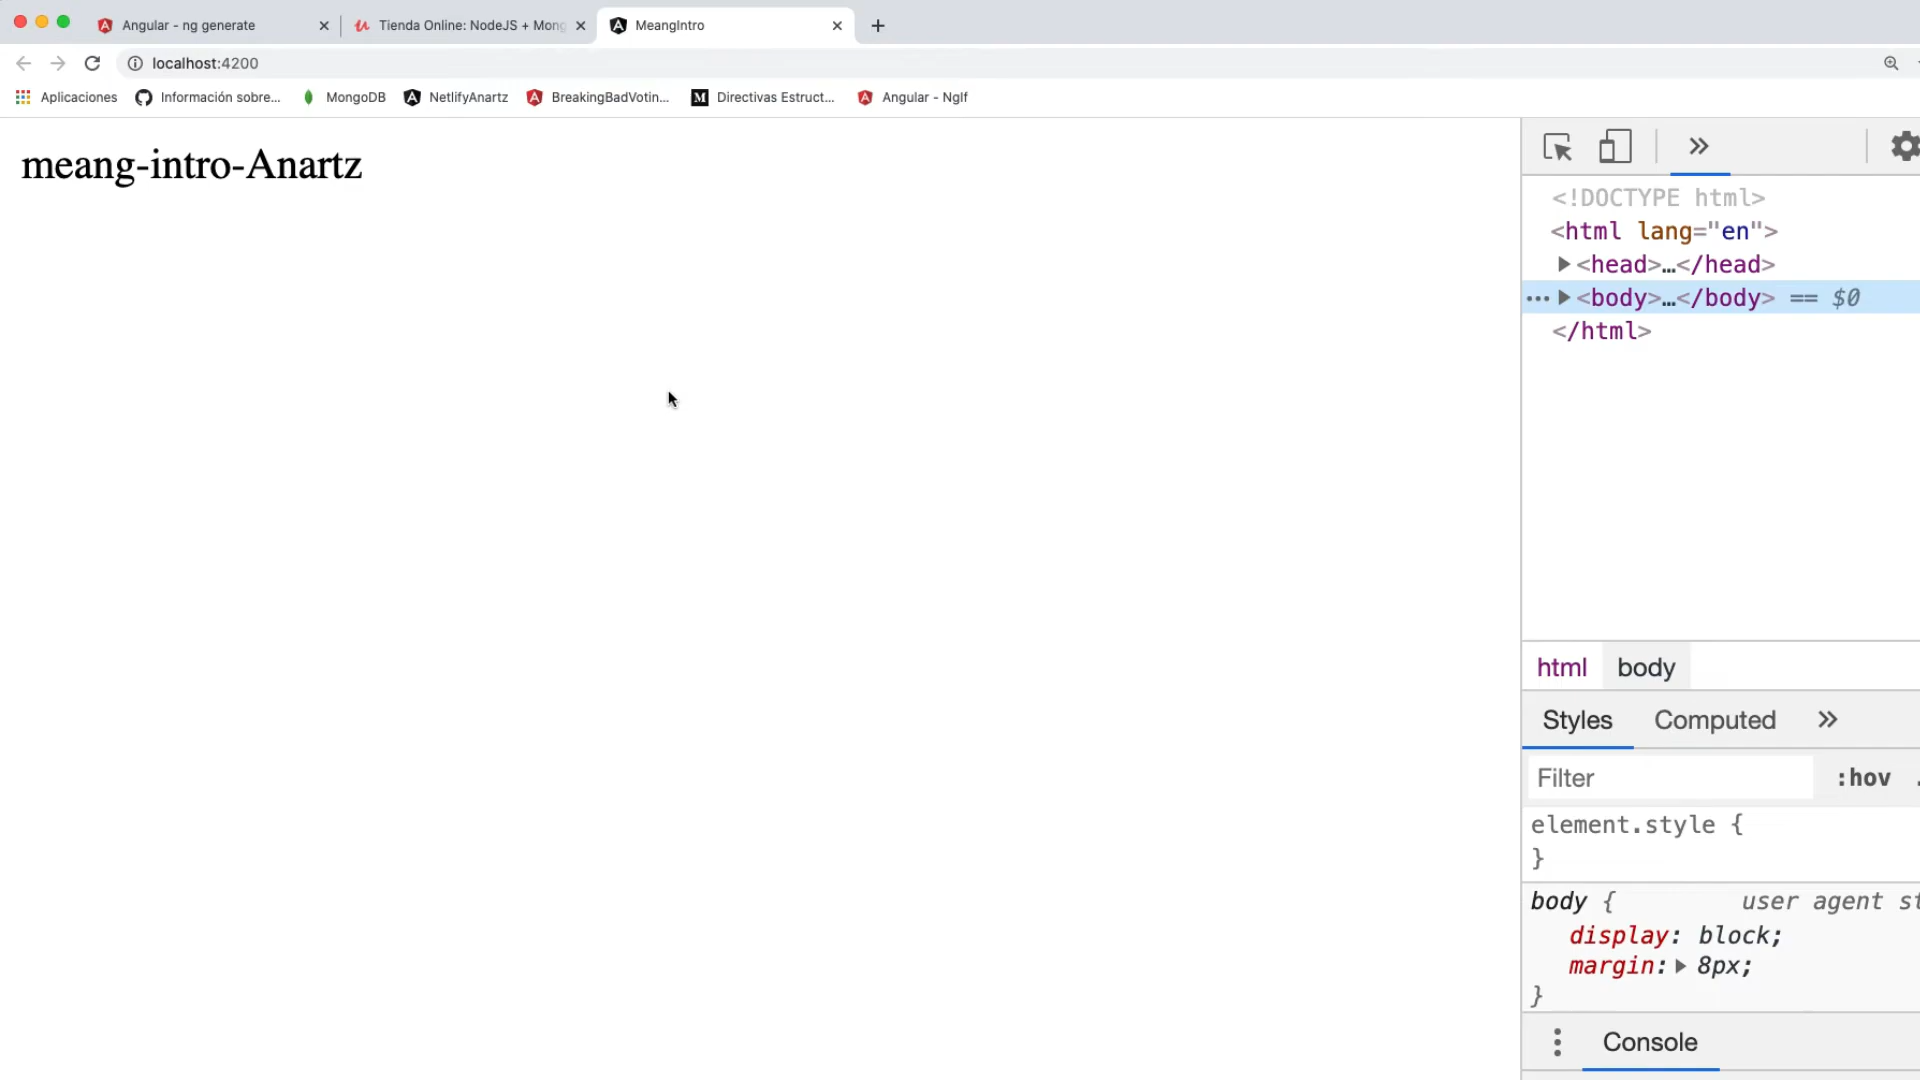 Angular - ng generate
Tienda Online: NodeJS + Mong
MeangIntro
localhost:4200
Aplicaciones
Información sobre...
MongoDB
NetlifyAnartz
BreakingBadVotin...
Directivas Estruct...
Angular - NgIf
meang-intro-Anartz
<!DOCTYPE html>
<html lang="en">
<head>…</head>
<body>…</body> == $0
</html>
html body
Styles Computed
Filter :hov
element.style {
}
body { user agent st
display: block;
margin: 8px;
}
Console